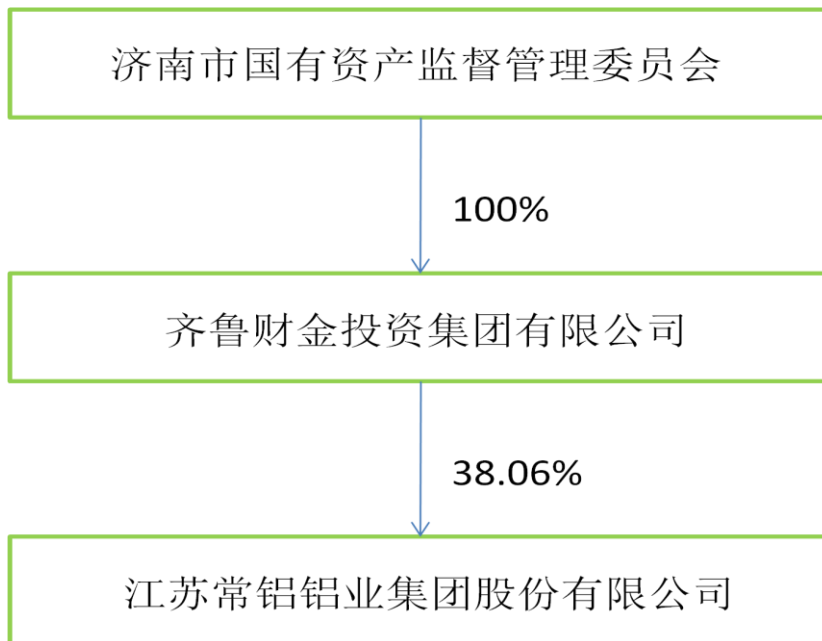 济南市国有资产监督管理委员会
100%
齐鲁财金投资集团有限公司
38.06%
江苏常铝铝业集团股份有限公司